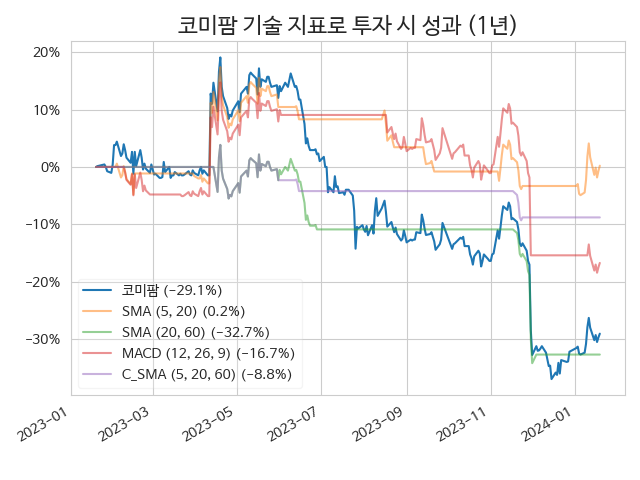 코미팜 기술 지표로 투자 시 성과 (1년)
20%
10%
0%
−10%
−20%
−30%
코미팜 (−29.1%)
SMA (5, 20) (0.2%)
SMA (20, 60) (−32.7%)
MACD (12, 26, 9) (−16.7%)
C_SMA (5, 20, 60) (−8.8%)
2023−01
2023−03
2023−05
2023−07
2023−09
2023−11
2024−01